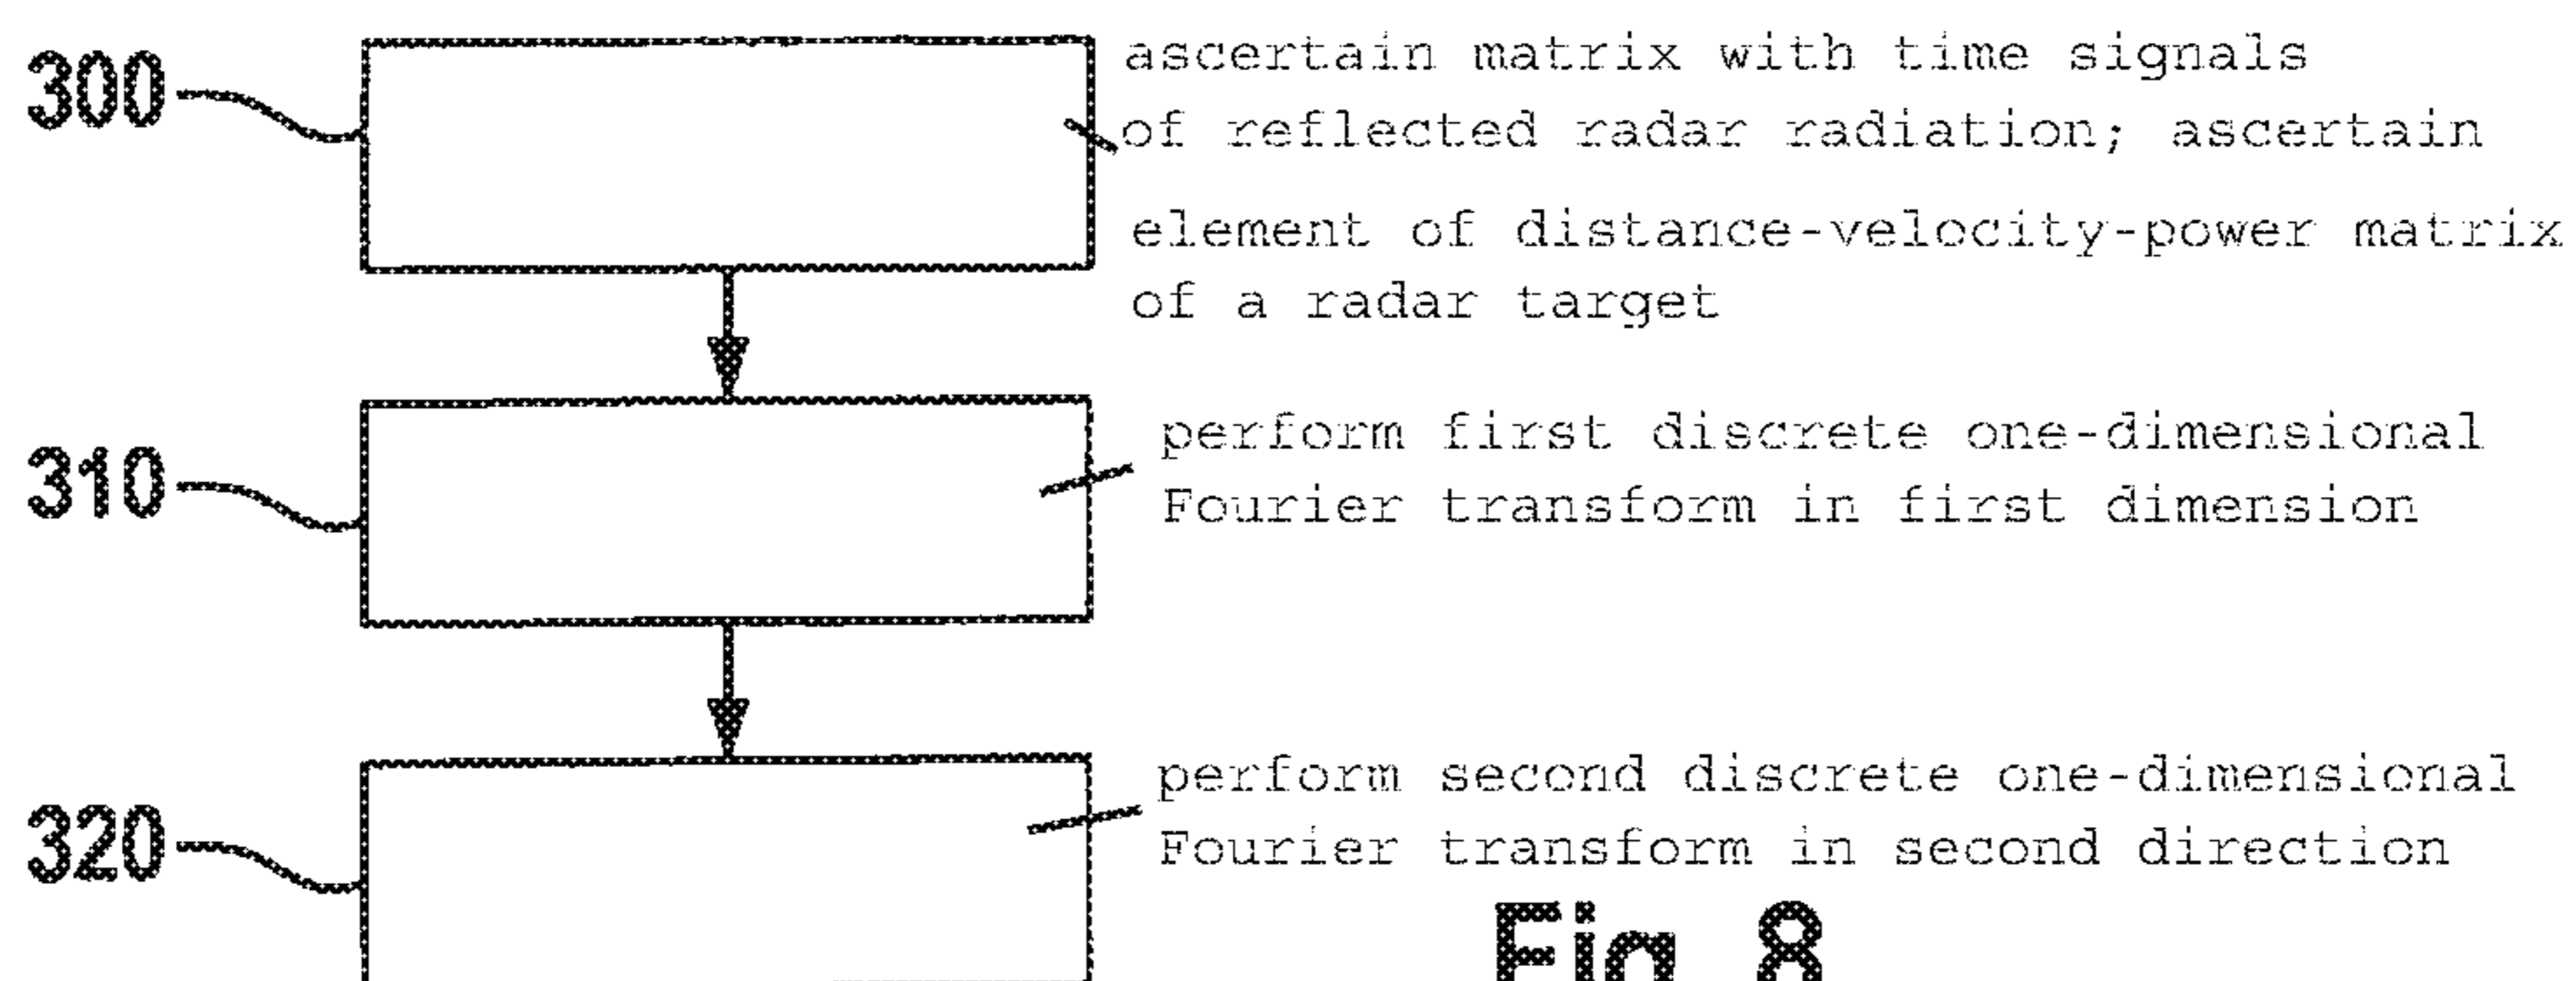 300
ascertain matrix with time signals
of reflected radar radiation; ascertain
element of distance-velocity-power matrix
of a radar target
310
perform first discrete one-dimensional
Fourier transform in first dimension
320
perform second discrete one-dimensional
Fourier transform in second direction
Fig. 8